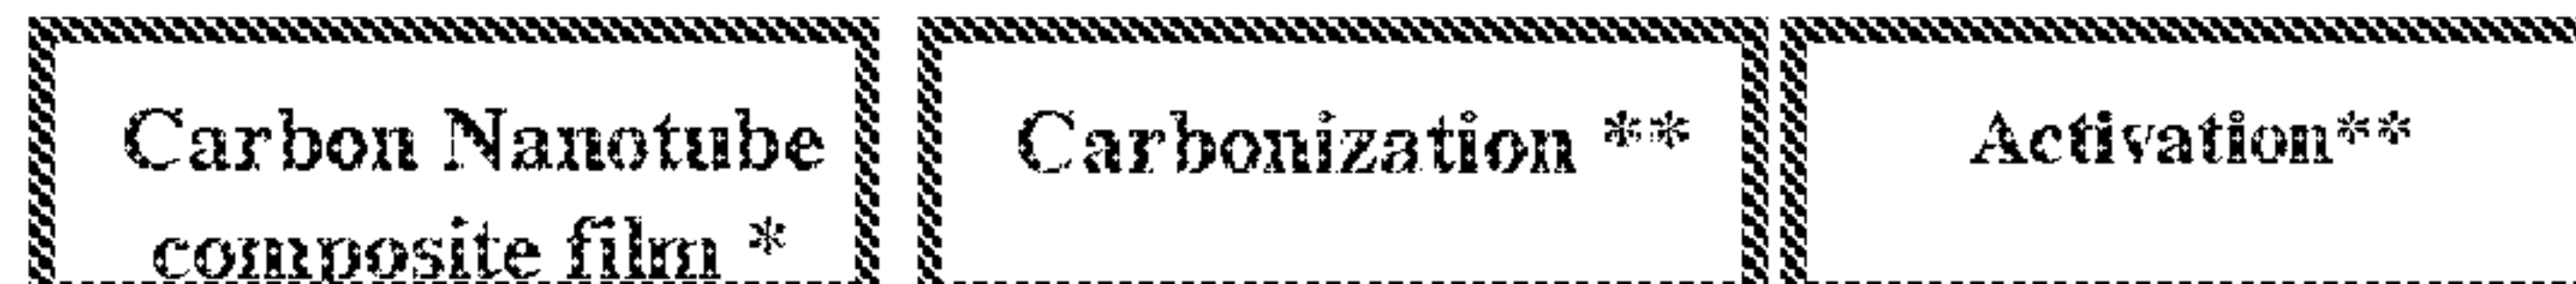 Carbon Nanotube
composite film *
Carbonization **
Activation**